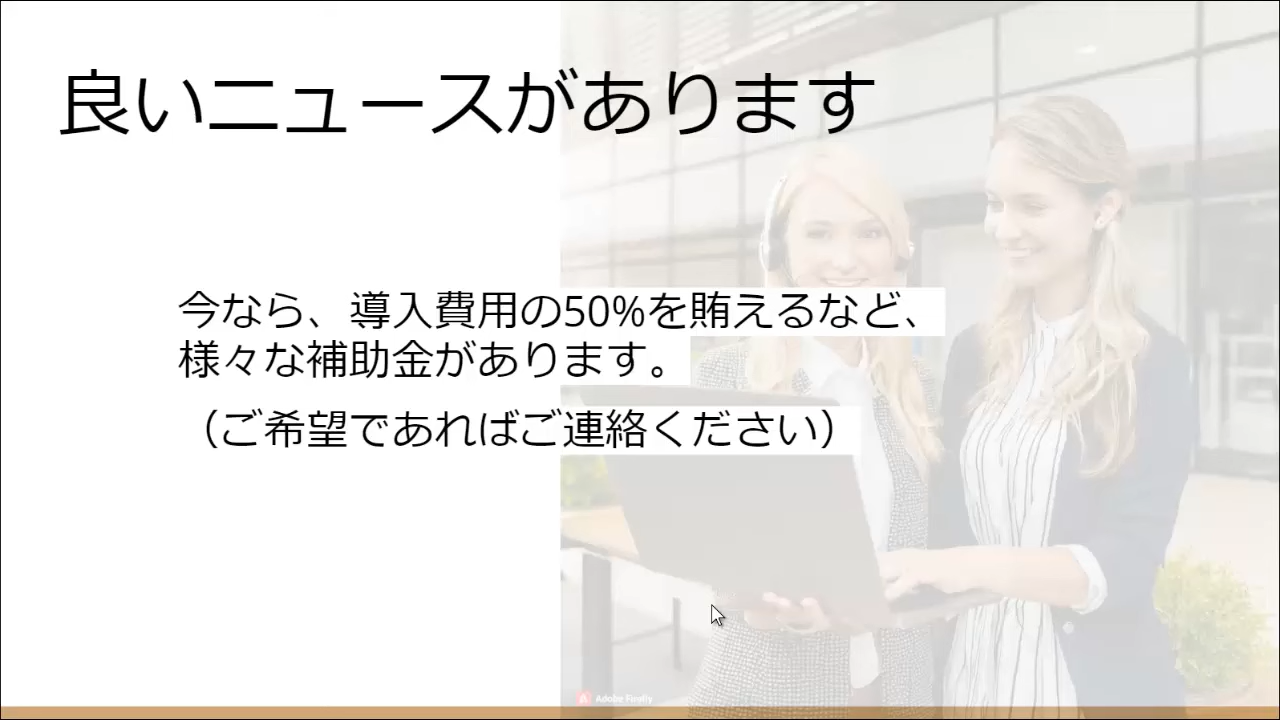 良いニュースがあります
今なら、導入費用の50%を賄えるなど、
様々な補助金があります。
（ご希望であればご連絡ください）
Adobe Firefly